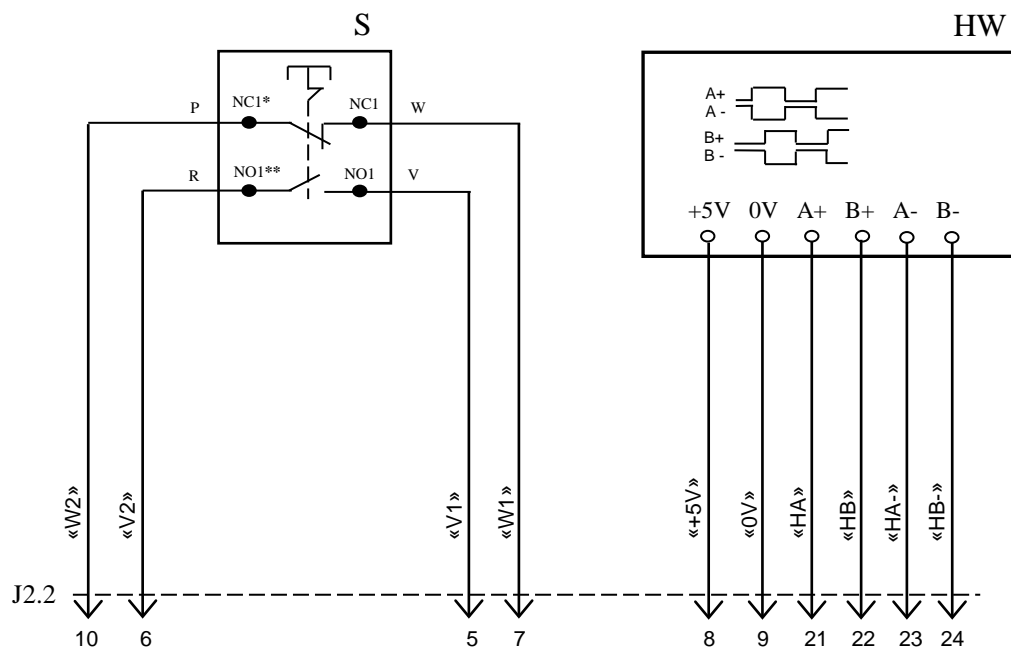 S HW
A+
A -
B+
B -
P NC1* NC1 W
R NO1** NO1 V
+5V 0V A+ B+ A- B-
«W2» «V2» «V1» «W1» «+5V» «0V» «HA» «HB» «HA-» «HB-»
J2.2
10 6 5 7 8 9 21 22 23 24